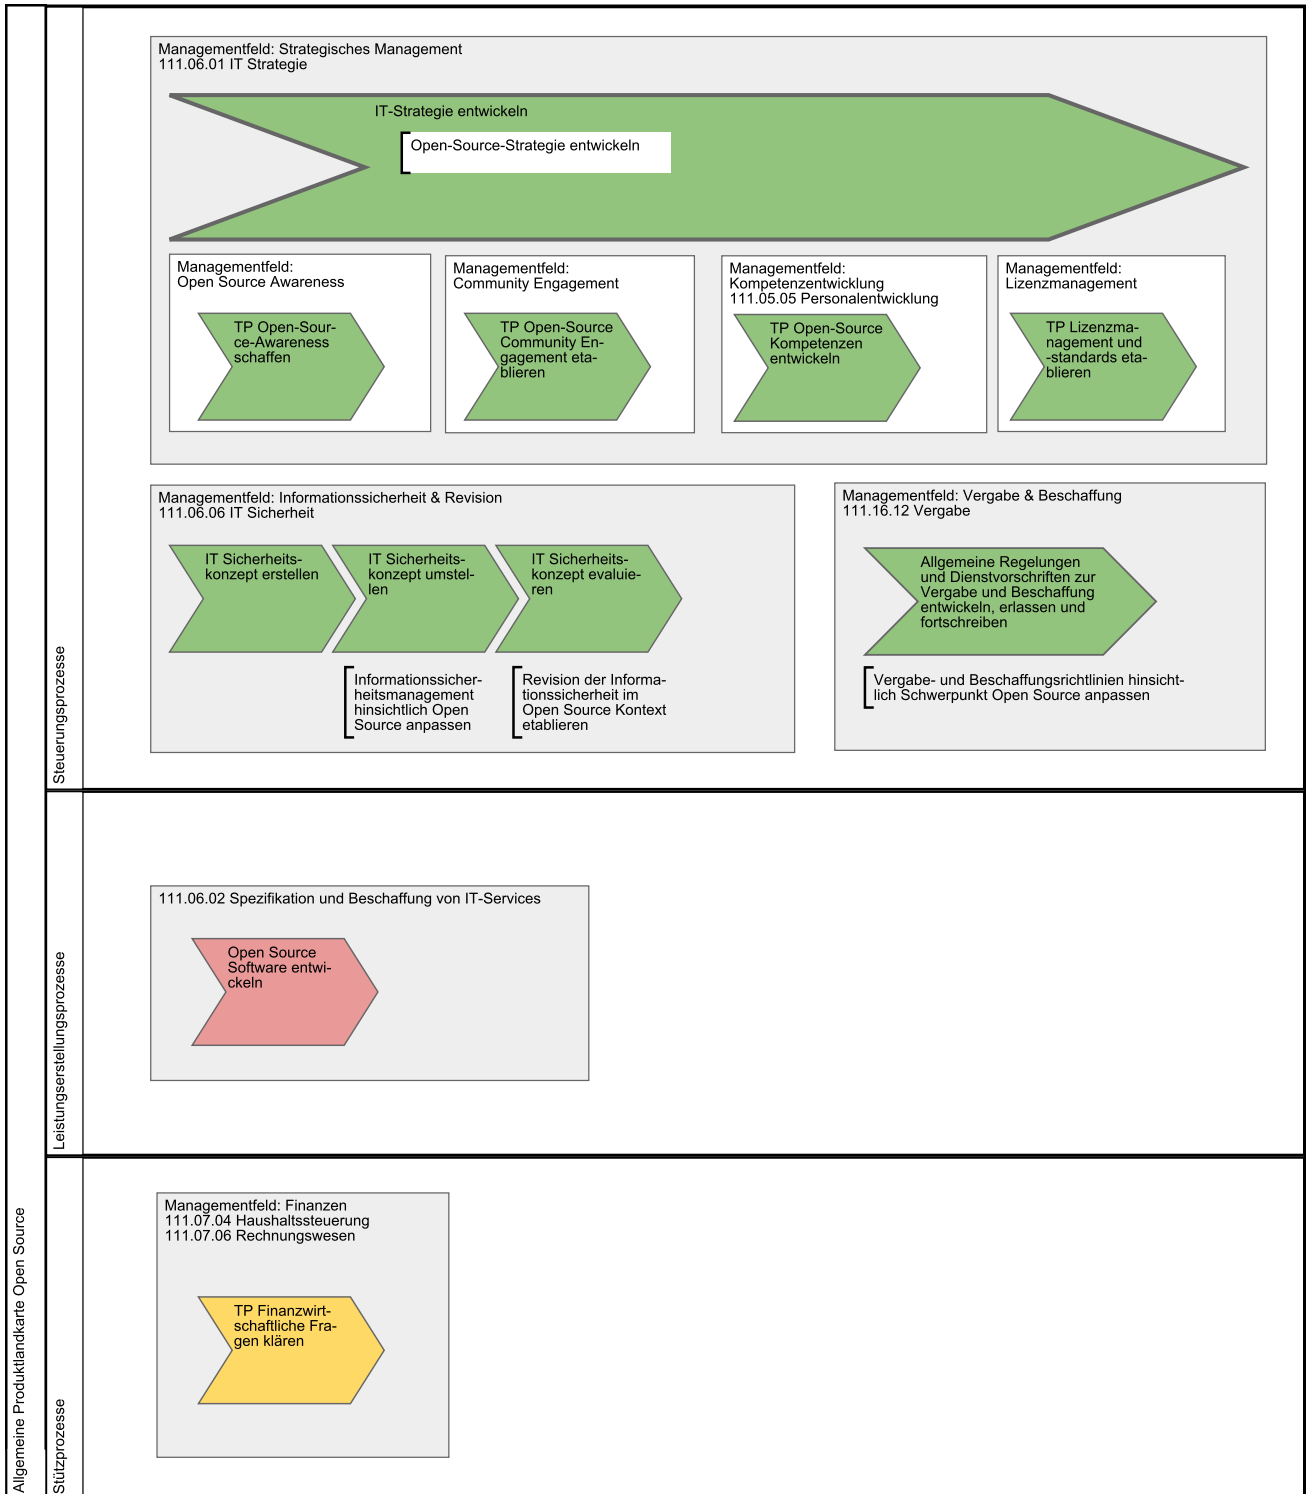 Allgemeine Produktlandkarte Open Source
Steuerungsprozesse
Managementfeld: Strategisches Management
111.06.01 IT Strategie
IT-Strategie entwickeln
Open-Source-Strategie entwickeln
Managementfeld:
Open Source Awareness
TP Open-Sour-
ce-Awareness
schaffen
Managementfeld:
Community Engagement
TP Open-Source
Community En-
gagement eta-
blieren
Managementfeld:
Kompetenzentwicklung
111.05.05 Personalentwicklung
TP Open-Source
Kompetenzen
entwickeln
Managementfeld:
Lizenzmanagement
TP Lizenzma-
nagement und
-standards eta-
blieren
Managementfeld: Informationssicherheit & Revision
111.06.06 IT Sicherheit
IT Sicherheits-
konzept erstellen
IT Sicherheits-
konzept umstel-
len
IT Sicherheits-
konzept evaluie-
ren
Informationssicher-
heitsmanagement
hinsichtlich Open
Source anpassen
Revision der Informa-
tionssicherheit im
Open Source Kontext
etablieren
Managementfeld: Vergabe & Beschaffung
111.16.12 Vergabe
Allgemeine Regelungen
und Dienstvorschriften zur
Vergabe und Beschaffung
entwickeln, erlassen und
fortschreiben
Vergabe- und Beschaffungsrichtlinien hinsicht-
lich Schwerpunkt Open Source anpassen
Leistungserstellungsprozesse
111.06.02 Spezifikation und Beschaffung von IT-Services
Open Source
Software entwi-
ckeln
Stützprozesse
Managementfeld: Finanzen
111.07.04 Haushaltssteuerung
111.07.06 Rechnungswesen
TP Finanzwirt-
schaftliche Fra-
gen klären